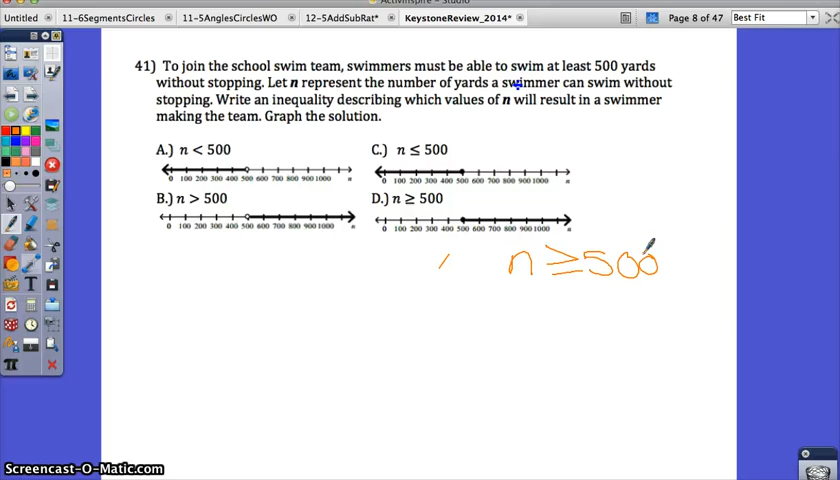 ActivInspire
Untitled
11-6SegmentsCircles
11-5AnglesCirclesWO
12-5AddSubRat*
KeystoneReview_2014*
Page 8 of 47
Best Fit
41) To join the school swim team, swimmers must be able to swim at least 500 yards
without stopping. Let n represent the number of yards a swimmer can swim without
stopping. Write an inequality describing which values of n will result in a swimmer
making the team. Graph the solution.
A.) n < 500
C.) n ≤ 500
0 100 200 300 400 500 600 700 800 900 1000 n
0 100 200 300 400 500 600 700 800 900 1000 n
B.) n > 500
D.) n ≥ 500
0 100 200 300 400 500 600 700 800 900 1000 n
0 100 200 300 400 500 600 700 800 900 1000 n
n ≥ 500
Screencast-O-Matic.com